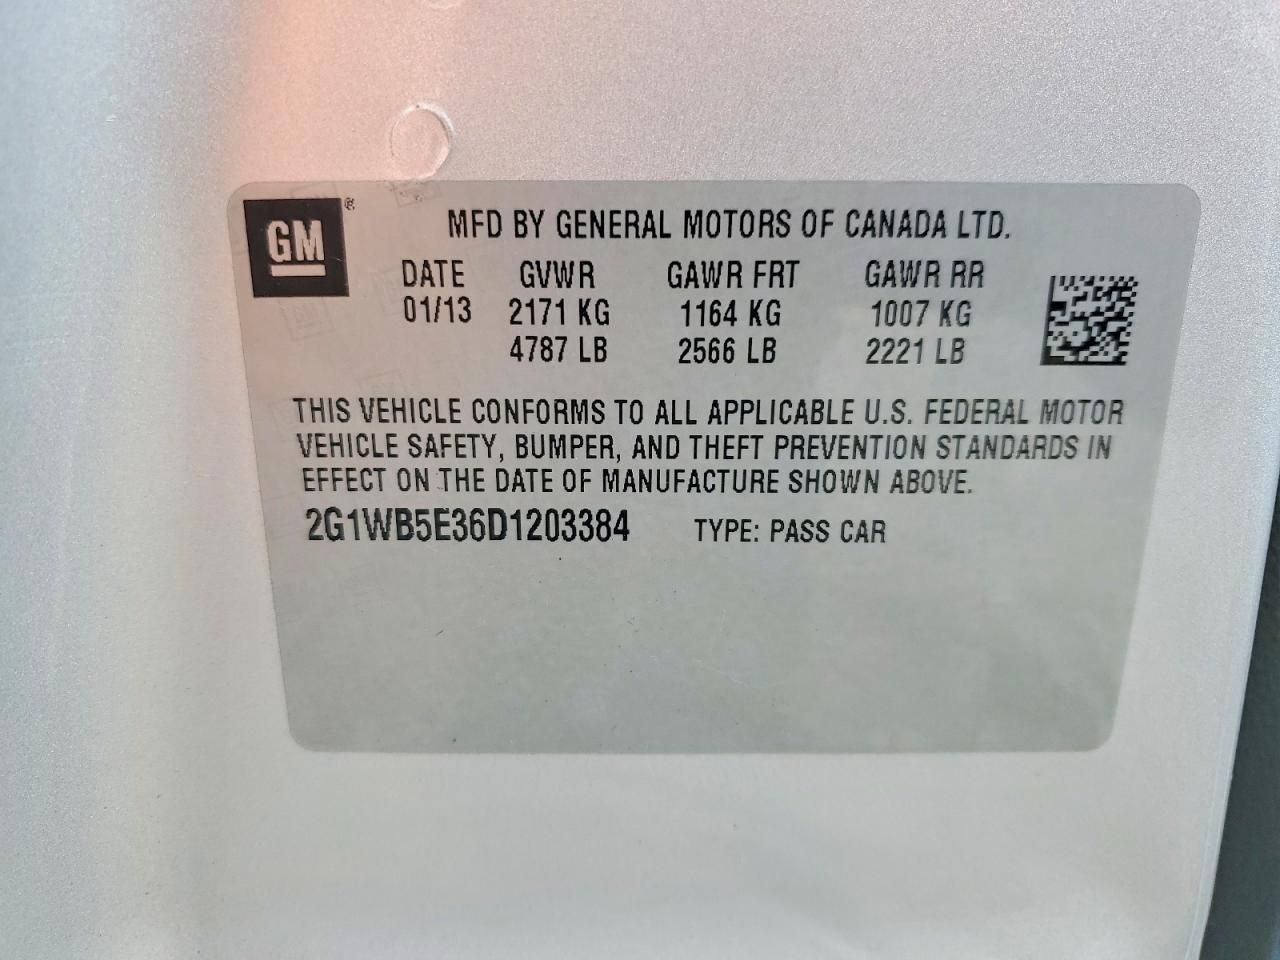 GM®
MFD BY GENERAL MOTORS OF CANADA LTD.
DATE GVWR GAWR FRT GAWR RR
01/13 2171 KG 1164 KG 1007 KG
4787 LB 2566 LB 2221 LB
THIS VEHICLE CONFORMS TO ALL APPLICABLE U.S. FEDERAL MOTOR
VEHICLE SAFETY, BUMPER, AND THEFT PREVENTION STANDARDS IN
EFFECT ON THE DATE OF MANUFACTURE SHOWN ABOVE.
2G1WB5E36D1203384 TYPE: PASS CAR